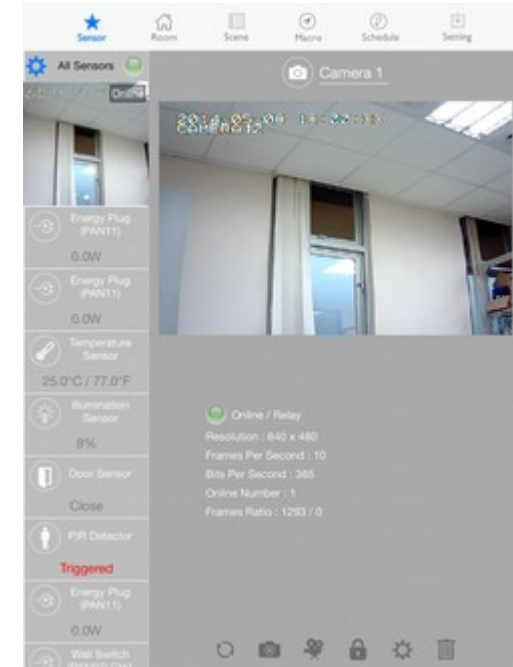 Sensor
Room
Scene
Macro
Schedule
Setting
All Sensors
Online
Camera 1
CAMERA12
Energy Plug
(PAN11)
0.0W
Energy Plug
(PAN11)
0.0W
Temperature
Sensor
25.0°C / 77.0°F
Illumination
Sensor
8%
Door Sensor
Close
PIR Detector
Triggered
Energy Plug
(PAN11)
0.0W
Wall Switch
Online / Relay
Resolution : 640 x 480
Frames Per Second : 10
Bits Per Second : 365
Online Number : 1
Frames Ratio : 1293 / 0